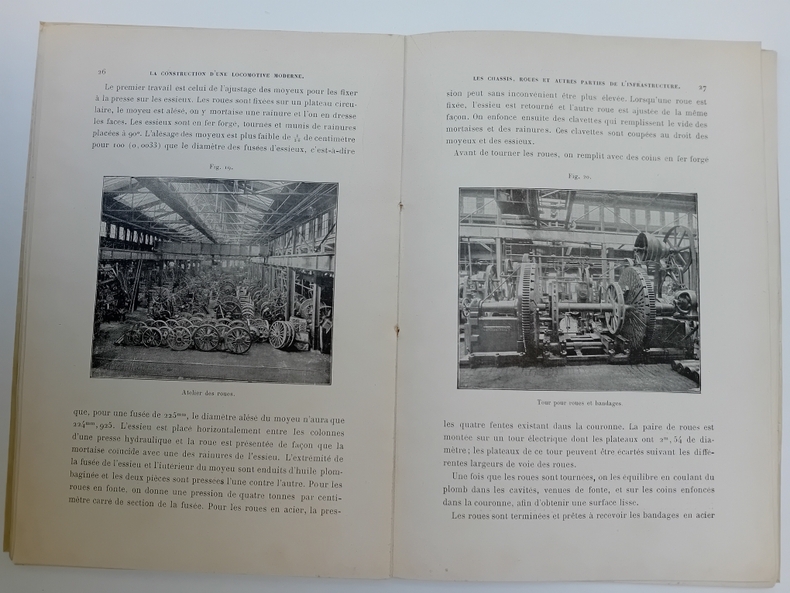 26
LA CONSTRUCTION D'UNE LOCOMOTIVE MODERNE.
Le premier travail est celui de l'ajustage des moyeux pour les fixer
à la presse sur les essieux. Les roues sont fixées sur un plateau circu-
laire, le moyeu est alésé, on y mortaise une rainure et l'on en dresse
les faces. Les essieux sont en fer forgé, tournés et munis de rainures
placées à 90°. L'alésage des moyeux est plus faible de de centimètre
pour 100 (0,0033) que le diamètre des fusées d'essieux, c'est-à-dire
Fig. 19.
Atelier des roues.
que, pour une fusée de 225mm, le diamètre alésé du moyeu n'aura que
224mm,925. L'essieu est placé horizontalement entre les colonnes
d'une presse hydraulique et la roue est présentée de façon que la
mortaise coïncide avec une des rainures de l'essieu. L'extrémité de
la fusée de l'essieu et l'intérieur du moyeu sont enduits d'huile plom-
baginée et les deux pièces sont pressées l'une contre l'autre. Pour les
roues en fonte, on donne une pression de quatre tonnes par centi-
mètre carré de section de la fusée. Pour les roues en acier, la pres-
LES CHASSIS, ROUES ET AUTRES PARTIES DE L'INFRASTRUCTURE.
27
sion peut sans inconvénient être plus élevée. Lorsqu'une roue est
fixée, l'essieu est retourné et l'autre roue est ajustée de la même
façon. On enfonce ensuite des clavettes qui remplissent le vide des
mortaises et des rainures. Ces clavettes sont coupées au droit des
moyeux et des essieux.
Avant de tourner les roues, on remplit avec des coins en fer forgé
Fig. 20.
Tour pour roues et bandages.
les quatre fentes existant dans la couronne. La paire de roues est
montée sur un tour électrique dont les plateaux ont 2m,54 de dia-
mètre; les plateaux de ce tour peuvent être écartés suivant les diffé-
rentes largeurs de voie des roues.
Une fois que les roues sont tournées, on les équilibre en coulant du
plomb dans les cavités, venues de fonte, et sur les coins enfoncés
dans la couronne, afin d'obtenir une surface lisse.
Les roues sont terminées et prêtes à recevoir les bandages en acier